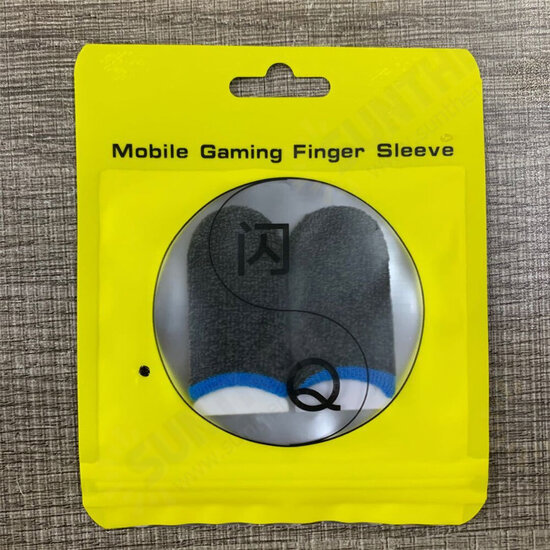 Mobile Gaming Finger Sleeve
闪
Q